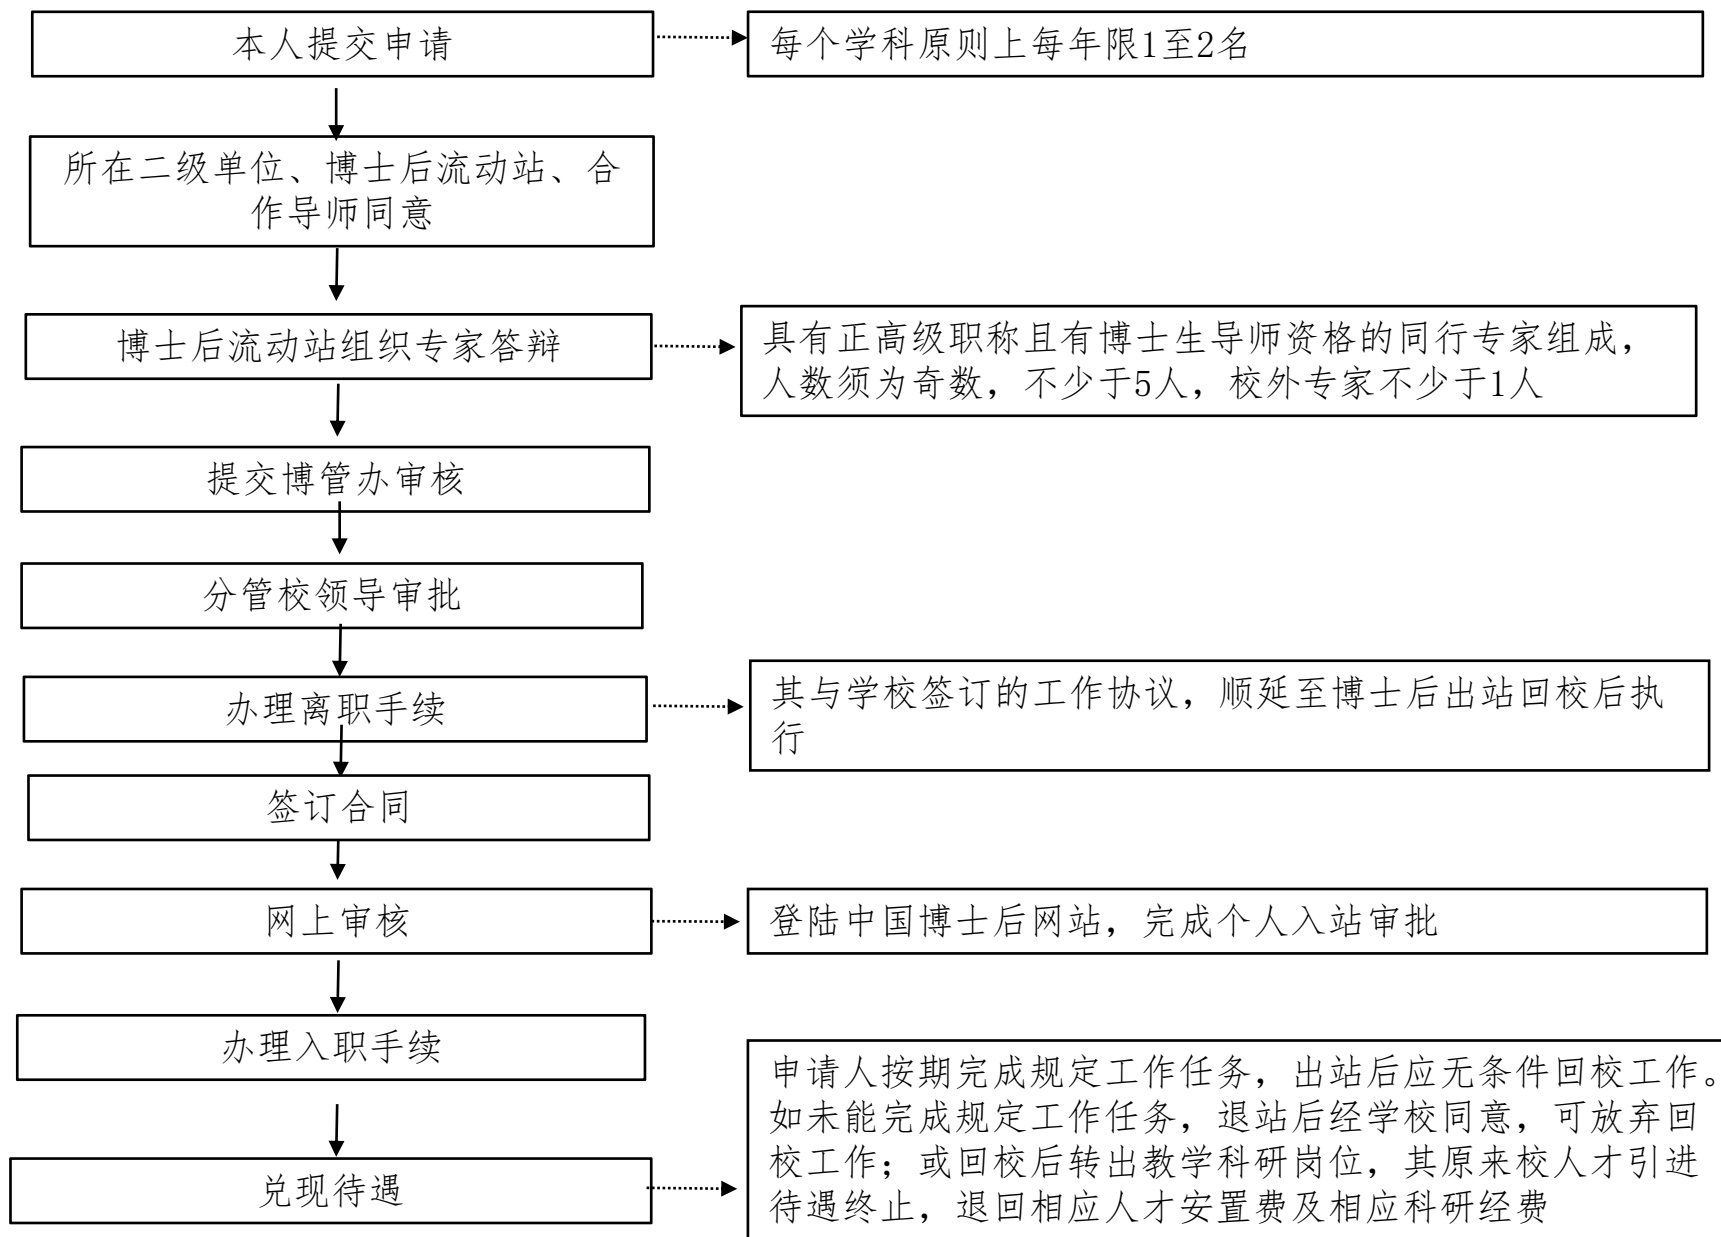 本人提交申请
每个学科原则上每年限1至2名
所在二级单位、博士后流动站、合
作导师同意
博士后流动站组织专家答辩
具有正高级职称且有博士生导师资格的同行专家组成，
人数须为奇数，不少于5人，校外专家不少于1人
提交博管办审核
分管校领导审批
办理离职手续
其与学校签订的工作协议，顺延至博士后出站回校后执
行
签订合同
网上审核
登陆中国博士后网站，完成个人入站审批
办理入职手续
兑现待遇
申请人按期完成规定工作任务，出站后应无条件回校工作。
如未能完成规定工作任务，退站后经学校同意，可放弃回
校工作；或回校后转出教学科研岗位，其原来校人才引进
待遇终止，退回相应人才安置费及相应科研经费